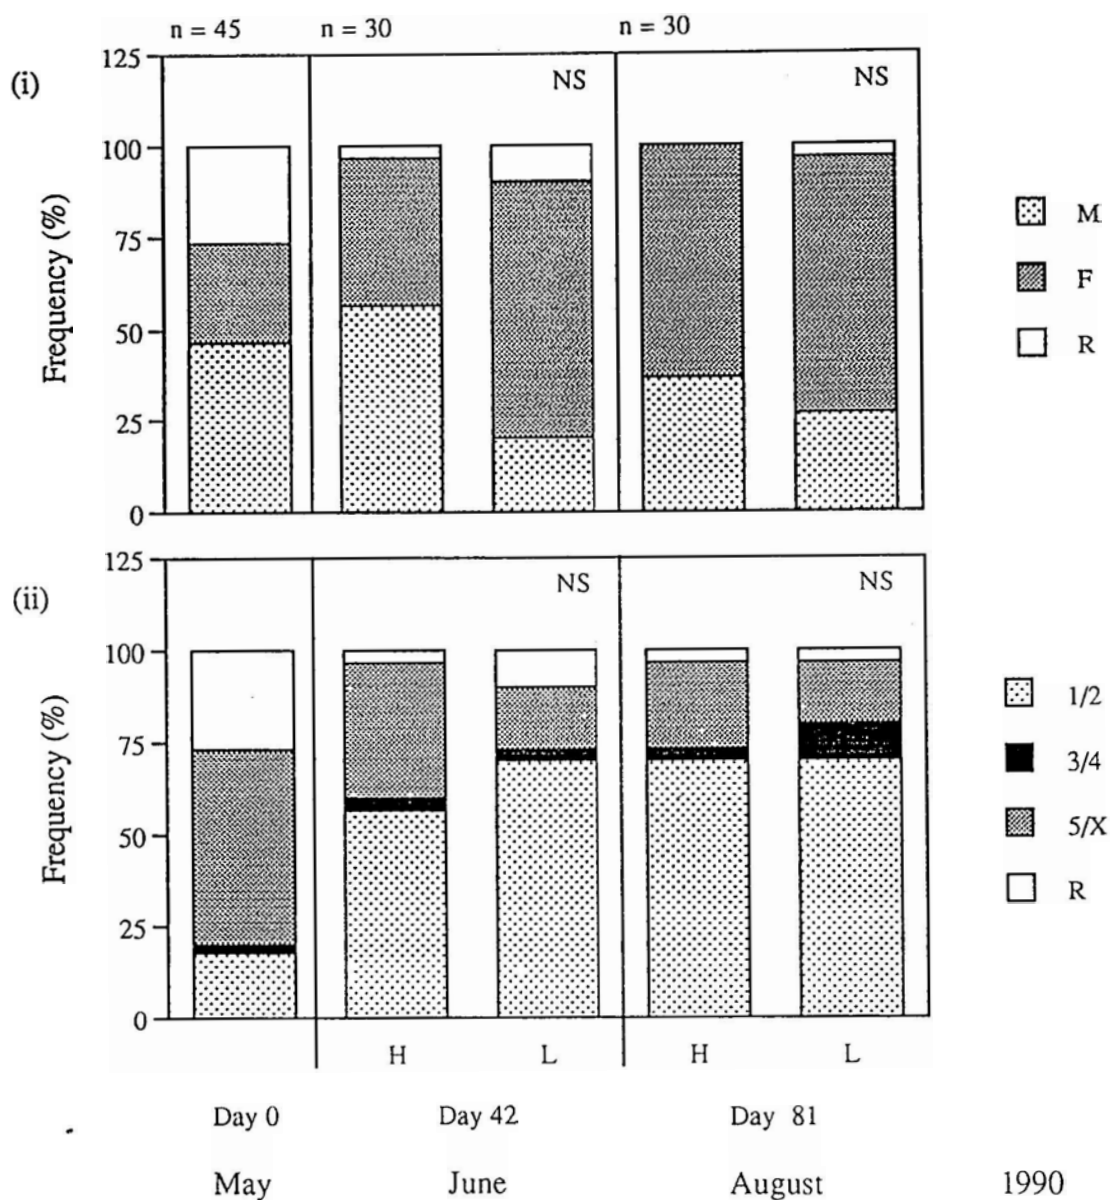 n = 45 n = 30 n = 30
(i)
125
100
75
50
25
0
Frequency (%)
NS NS
M
F
R
(ii)
125
100
75
50
25
0
Frequency (%)
NS NS
1/2
3/4
5/X
R
H L H L
Day 0 Day 42 Day 81
May June August 1990